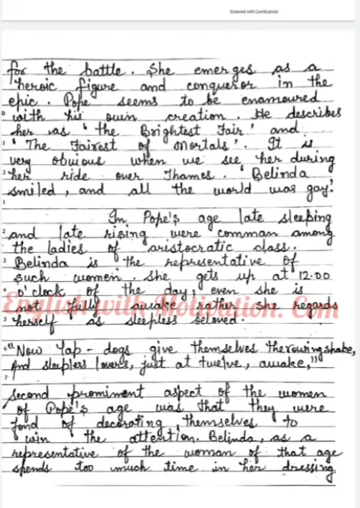 Scanned with CamScanner
for the battle. She emerges as a
heroic figure and conqueror in the
epic. Pope seems to be enamoured
with his own creation. He describes
her as 'the Brightest Fair' and
'The Fairest of Mortals'. It is
very obvious when we see her during
her ride over Thames. 'Belinda
smiled, and all the world was gay!
In Pope's age late sleeping
and late rising were comman among
the ladies of aristocratic class.
Belinda is the representative of
such women. She gets up at 12:00
o'clock of the day, even she is
not fully awake rather she regards
English with Motivation.Com
herself as sleepless beloved.
"Now lap-dogs give themselves the rowing shake,
And sleepless lovers, just at twelve, awake,"
Second prominent aspect of the women
of Pope's age was that they were
fond of decorating themselves to
win the attention. Belinda, as a
representative of the woman of that age
spends too much time in her dressing